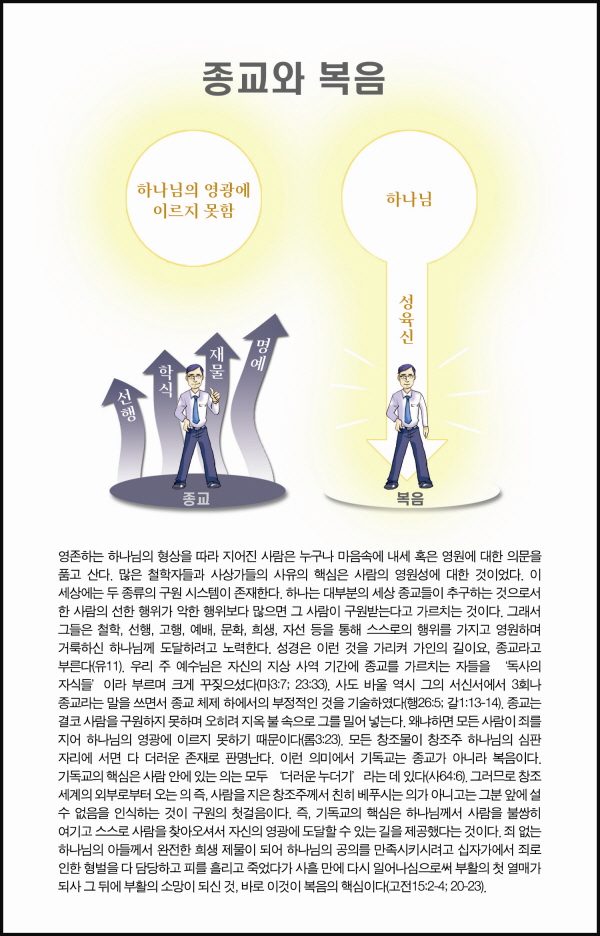 종교와 복음
하나님의 영광에
이르지 못함
하나님
성육신
선행
학식
재물
명예
종교
복음
영존하는 하나님의 형상을 따라 지어진 사람은 누구나 마음속에 내세 혹은 영원에 대한 의문을
품고 산다. 많은 철학자들과 사상가들의 사유의 핵심은 사람의 영원성에 대한 것이었다. 이
세상에는 두 종류의 구원 시스템이 존재한다. 하나는 대부분의 세상 종교들이 추구하는 것으로서
한 사람의 선한 행위가 악한 행위보다 많으면 그 사람이 구원받는다고 가르치는 것이다. 그래서
그들은 철학, 선행, 고행, 예배, 문화, 희생, 자선 등을 통해 스스로의 행위를 가지고 영원하며
거룩하신 하나님께 도달하려고 노력한다. 성경은 이런 것을 가리켜 가인의 길이요, 종교라고
부른다(유11). 우리 주 예수님은 자신의 지상 사역 기간에 종교를 가르치는 자들을 ‘독사의
자식들’ 이라 부르며 크게 꾸짖으셨다(마3:7; 23:33). 사도 바울 역시 그의 서신서에서 3회나
종교라는 말을 쓰면서 종교 체제 하에서의 부정적인 것을 기술하였다(행26:5; 갈1:13-14). 종교는
결코 사람을 구원하지 못하며 오히려 지옥 불 속으로 그를 밀어 넣는다. 왜냐하면 모든 사람이 죄를
지어 하나님의 영광에 이르지 못하기 때문이다(롬3:23). 모든 창조물이 창조주 하나님의 심판
자리에 서면 다 더러운 존재로 판명난다. 이런 의미에서 기독교는 종교가 아니라 복음이다.
기독교의 핵심은 사람 안에 있는 의는 모두 ‘더러운 누더기’ 라는 데 있다(사64:6). 그러므로 창조
세계의 외부로부터 오는 의 즉, 사람을 지은 창조주께서 친히 베푸시는 의가 아니고는 그분 앞에 설
수 없음을 인식하는 것이 구원의 첫걸음이다. 즉, 기독교의 핵심은 하나님께서 사람을 불쌍히
여기고 스스로 사람을 찾아오셔서 자신의 영광에 도달할 수 있는 길을 제공했다는 것이다. 죄 없는
하나님의 아들께서 완전한 희생 제물이 되어 하나님의 공의를 만족시키시려고 십자가에서 죄로
인한 형벌을 다 담당하고 피를 흘리고 죽었다가 사흘 만에 다시 일어나심으로써 부활의 첫 열매가
되사 그 뒤에 부활의 소망이 되신 것, 바로 이것이 복음의 핵심이다(고전15:2-4; 20-23).